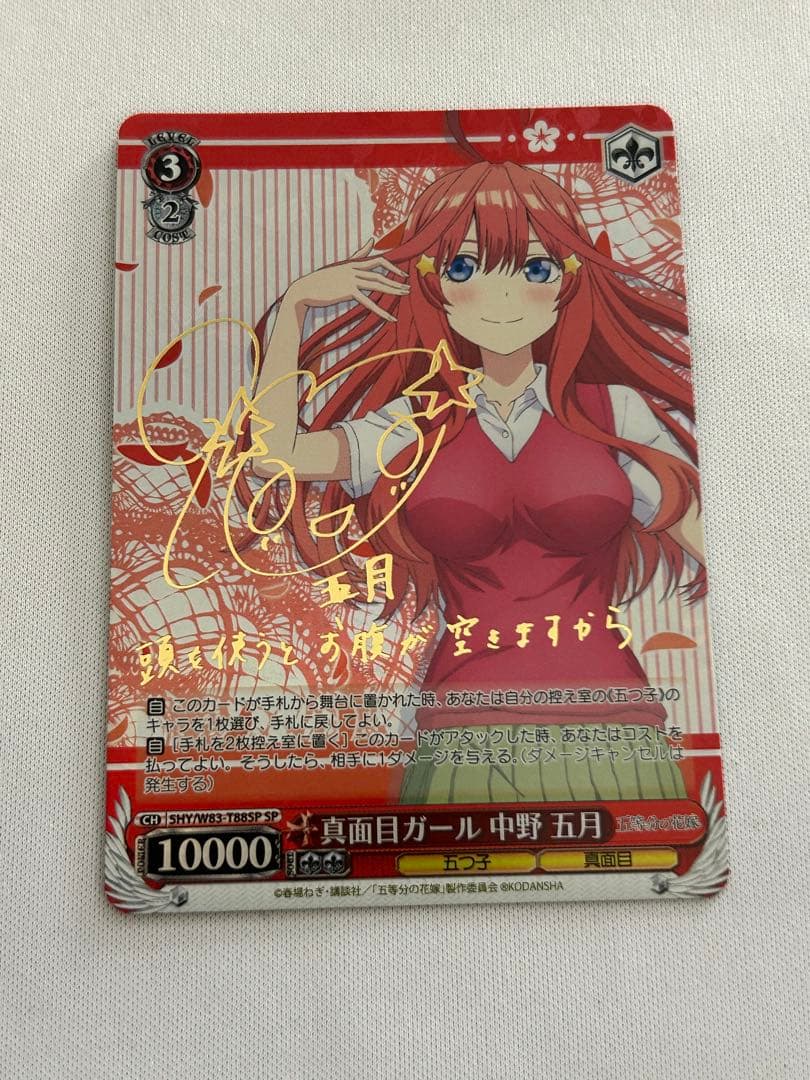 LEVEL
3
2
COST
五月
頭を使うとお腹が空きますから
自 このカードが手札から舞台に置かれた時、あなたは自分の控え室の《五つ子》の
キャラを1枚選び、手札に戻してよい。
自 [手札を2枚控え室に置く] このカードがアタックした時、あなたはコストを
払ってよい。そうしたら、相手に1ダメージを与える。(ダメージキャンセルは
発生する)
CH 5HY/W83-T88SP SP
真面目ガール 中野 五月
五等分の花嫁
POWER
10000
SOUL
五つ子
真面目
©春場ねぎ・講談社/「五等分の花嫁」製作委員会 ®KODANSHA